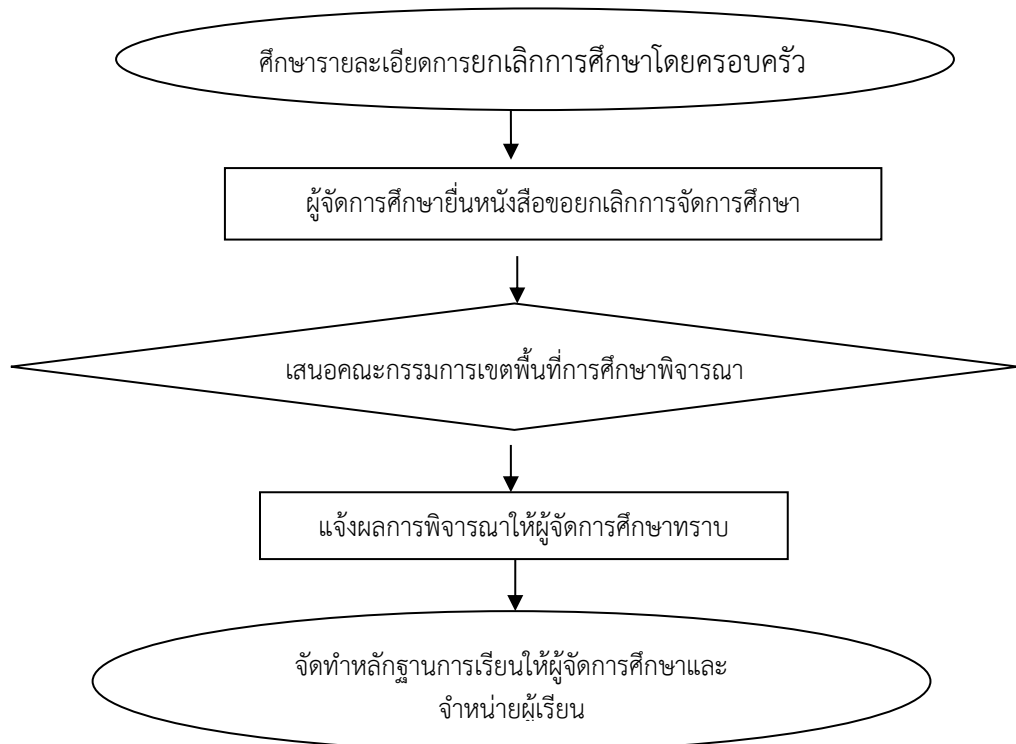 ศึกษารายละเอียดการยกเลิกการศึกษาโดยครอบครัว
ผู้จัดการศึกษายื่นหนังสือขอยกเลิกการจัดการศึกษา
เสนอคณะกรรมการเขตพื้นที่การศึกษาพิจารณา
แจ้งผลการพิจารณาให้ผู้จัดการศึกษาทราบ
จัดทำหลักฐานการเรียนให้ผู้จัดการศึกษาและ
จำหน่ายผู้เรียน